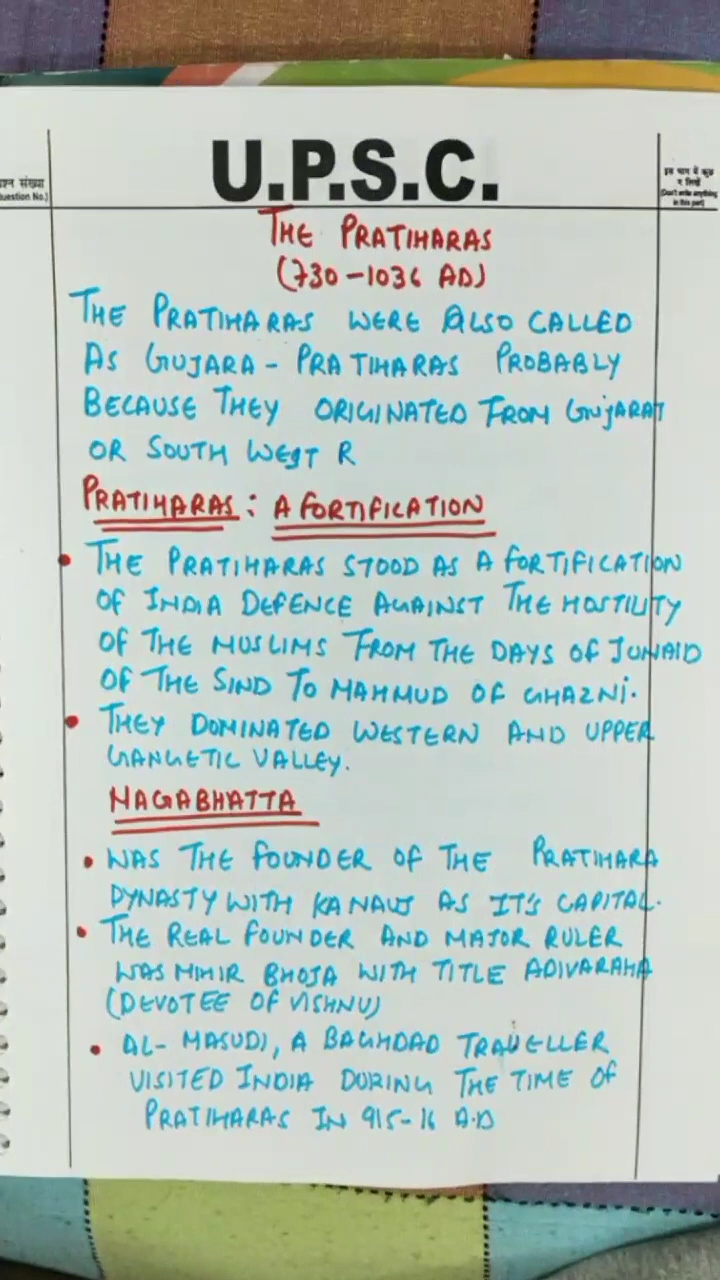 U.P.S.C.
प्रश्न संख्या
(Question No.)
इस भाग में कुछ
न लिखें
(Don't write anything
in this part)
THE PRATIHARAS
(730-1036 AD)
THE PRATIHARAS WERE ALSO CALLED
AS GUJARA - PRATIHARAS PROBABLY
BECAUSE THEY ORIGINATED FROM GUJARAT
OR SOUTH WEST R
PRATIHARAS : A FORTIFICATION
• THE PRATIHARAS STOOD AS A FORTIFICATION
OF INDIA DEFENCE AGAINST THE HOSTILITY
OF THE MUSLIMS FROM THE DAYS OF JUNAID
OF THE SIND TO MAHMUD OF GHAZNI.
• THEY DOMINATED WESTERN AND UPPER
GANGETIC VALLEY.
NAGABHATTA
• WAS THE FOUNDER OF THE PRATIHARA
DYNASTY WITH KANAUJ AS IT'S CAPITAL.
• THE REAL FOUNDER AND MAJOR RULER
WAS MIHIR BHOJA WITH TITLE ADIVARAHA
(DEVOTEE OF VISHNU)
• AL- MASUDI, A BAGHDAD TRAVELLER
VISITED INDIA DURING THE TIME OF
PRATIHARAS IN 915-16 A.D